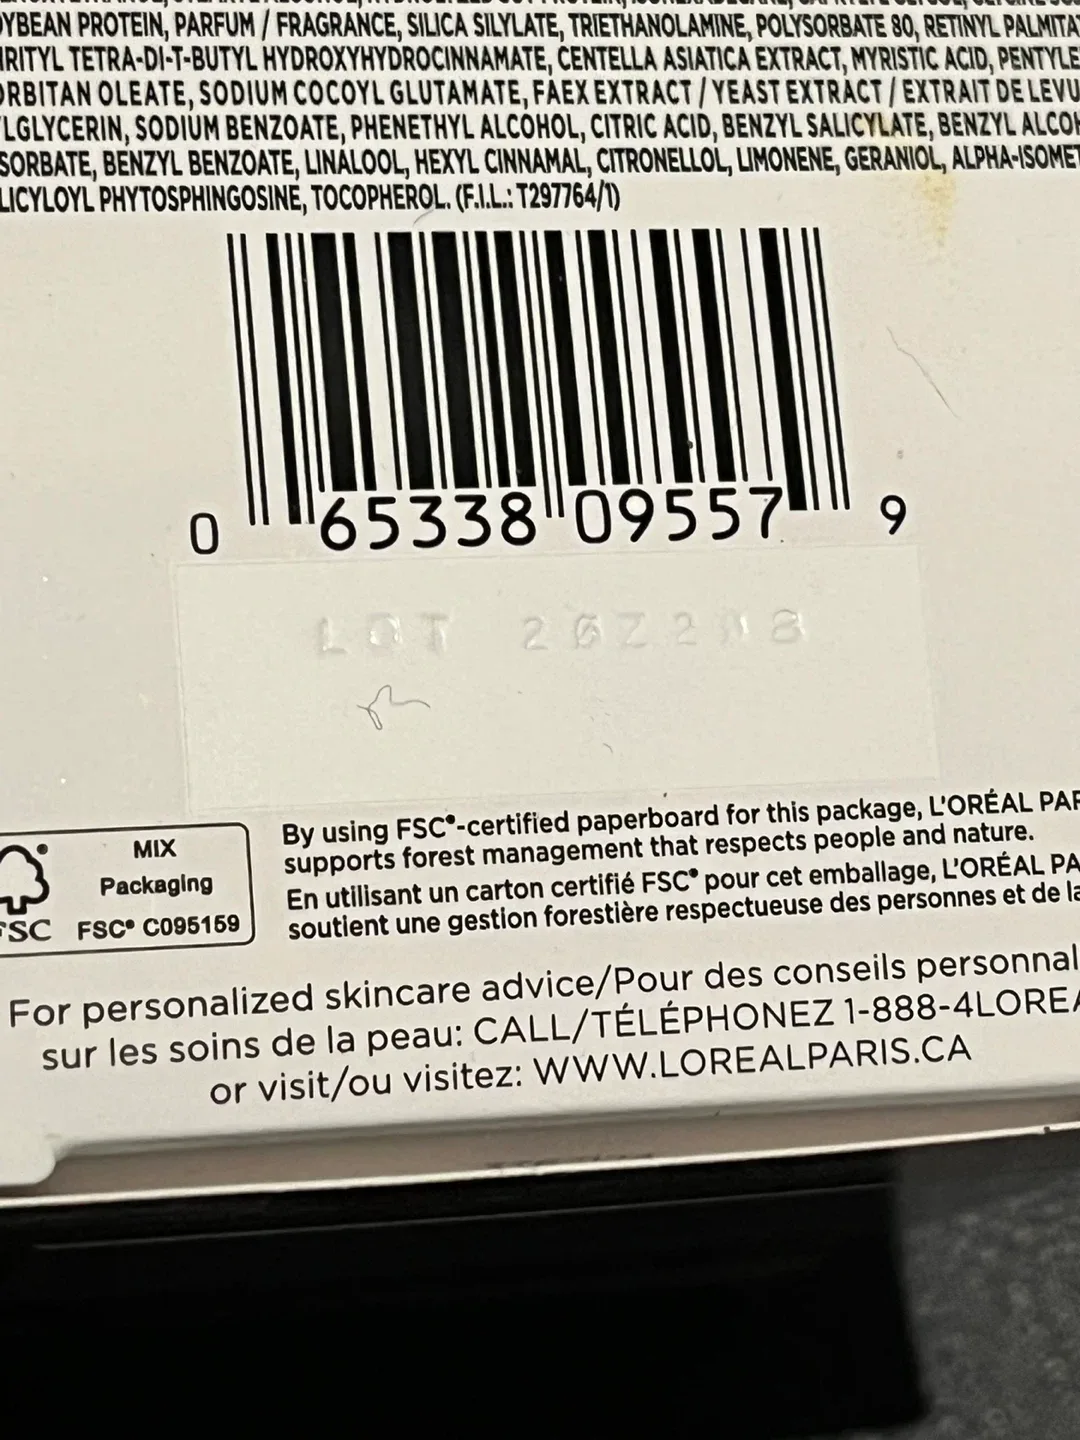 YBEAN PROTEIN, PARFUM / FRAGRANCE, SILICA SILYLATE, TRIETHANOLAMINE, POLYSORBATE 80, RETINYL PALMITA
RITYL TETRA-DI-T-BUTYL HYDROXYHYDROCINNAMATE, CENTELLA ASIATICA EXTRACT, MYRISTIC ACID, PENTYLE
ORBITAN OLEATE, SODIUM COCOYL GLUTAMATE, FAEX EXTRACT / YEAST EXTRACT / EXTRAIT DE LEVU
LGLYCERIN, SODIUM BENZOATE, PHENETHYL ALCOHOL, CITRIC ACID, BENZYL SALICYLATE, BENZYL ALCOH
SORBATE, BENZYL BENZOATE, LINALOOL, HEXYL CINNAMAL, CITRONELLOL, LIMONENE, GERANIOL, ALPHA-ISOMET
LICYLOYL PHYTOSPHINGOSINE, TOCOPHEROL. (F.I.L.: T297764/1)
0 65338 09557 9
LOT
MIX
Packaging
FSC FSC® C095159
By using FSC®-certified paperboard for this package, L'ORÉAL PAR
supports forest management that respects people and nature.
En utilisant un carton certifié FSC® pour cet emballage, L'ORÉAL PA
soutient une gestion forestière respectueuse des personnes et de la
For personalized skincare advice/Pour des conseils personnal
sur les soins de la peau: CALL/TÉLÉPHONEZ 1-888-4LOREA
or visit/ou visitez: WWW.LOREALPARIS.CA